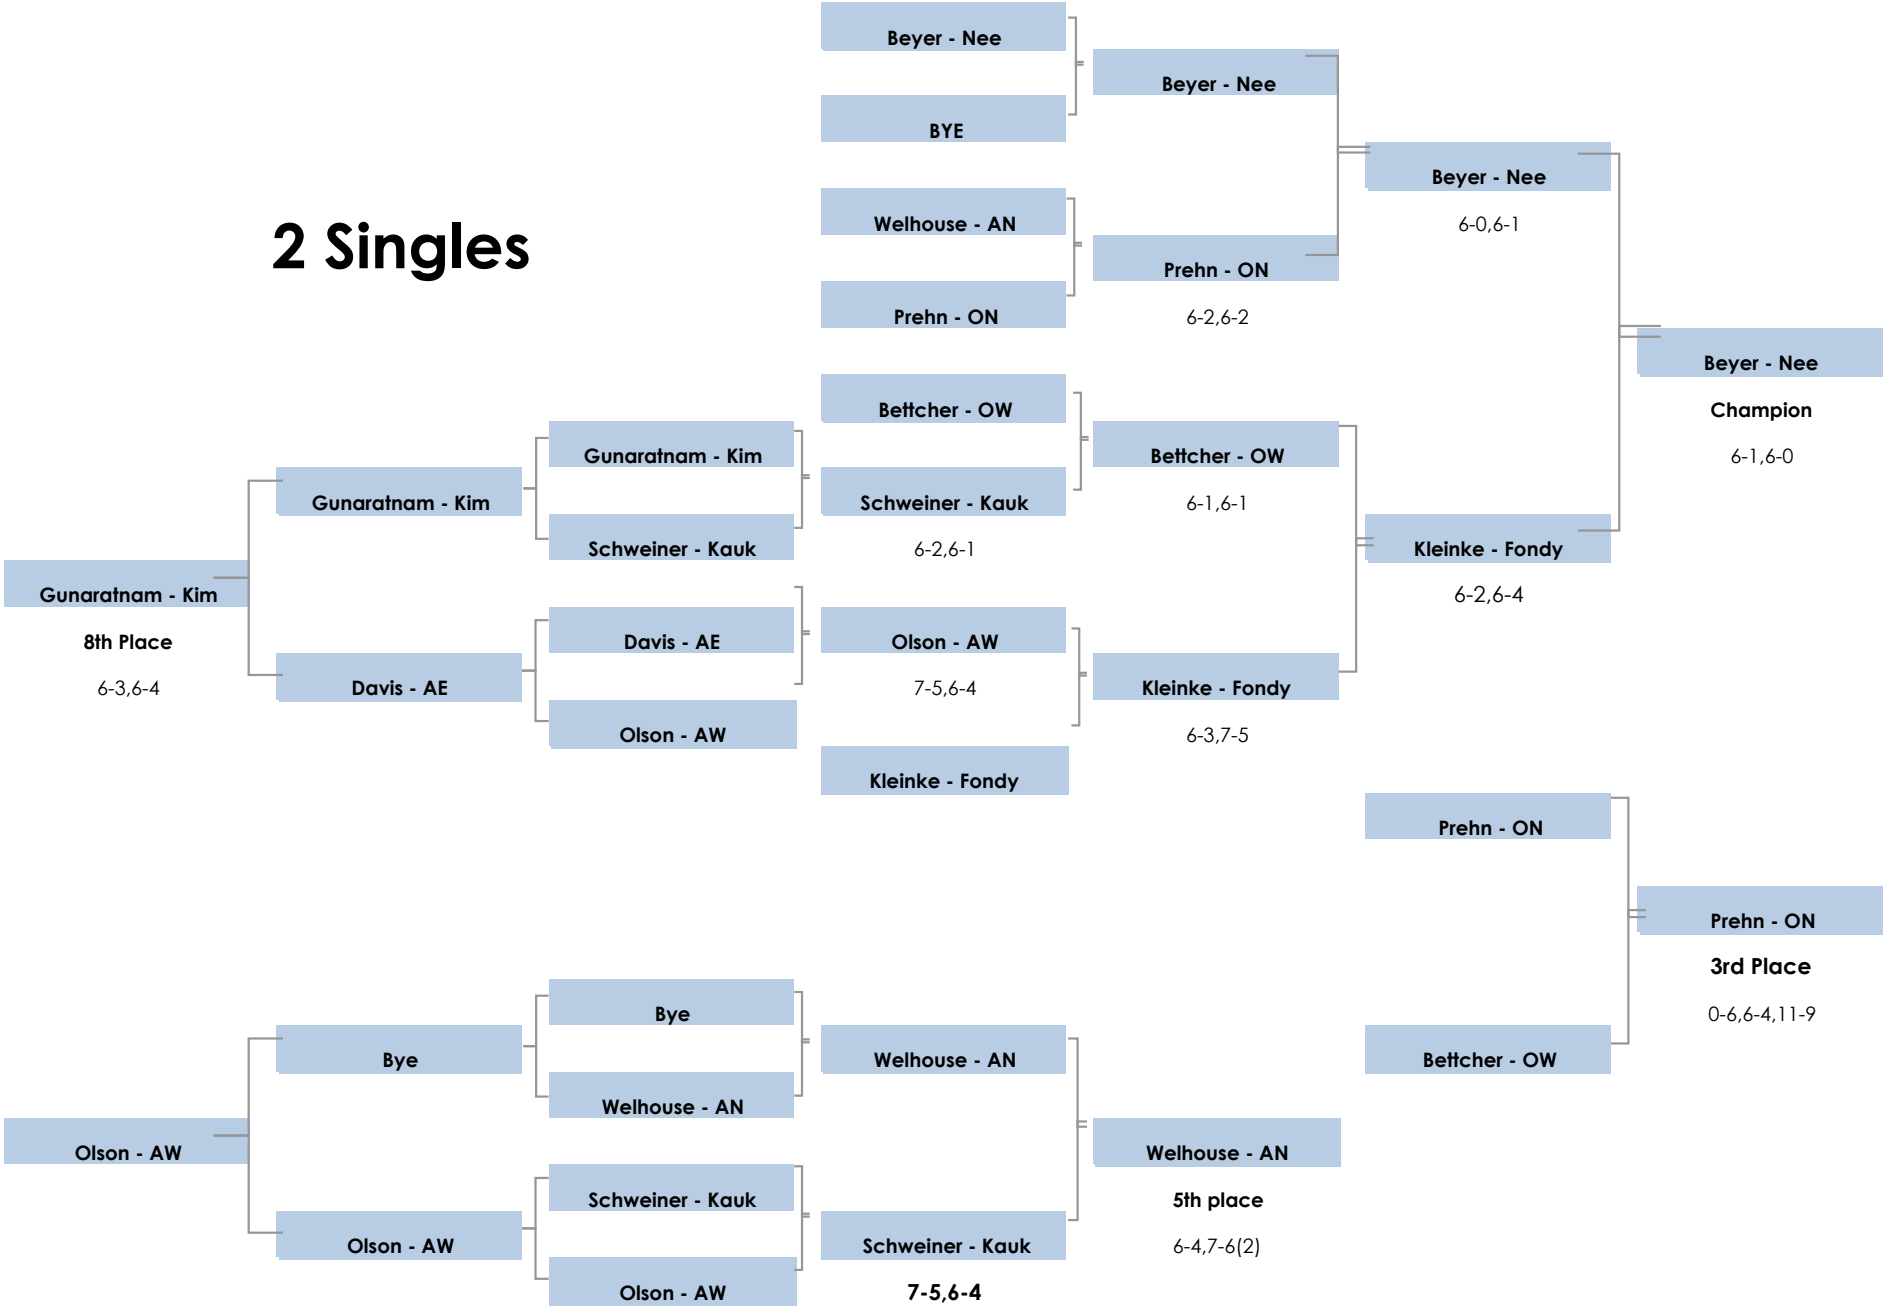 Beyer - Nee
Beyer - Nee
BYE
Beyer - Nee
2 Singles
Welhouse - AN
6-0,6-1
Prehn - ON
Prehn - ON
6-2,6-2
Beyer - Nee
Bettcher - OW
Champion
Gunaratnam - Kim
Bettcher - OW
6-1,6-0
Gunaratnam - Kim
Schweiner - Kauk
6-1,6-1
Schweiner - Kauk
6-2,6-1
Kleinke - Fondy
Gunaratnam - Kim
6-2,6-4
8th Place
Davis - AE
Olson - AW
6-3,6-4
Davis - AE
7-5,6-4
Kleinke - Fondy
Olson - AW
6-3,7-5
Kleinke - Fondy
Prehn - ON
Prehn - ON
3rd Place
Bye
0-6,6-4,11-9
Bye
Welhouse - AN
Bettcher - OW
Welhouse - AN
Olson - AW
Welhouse - AN
Schweiner - Kauk
5th place
Olson - AW
Schweiner - Kauk
6-4,7-6(2)
Olson - AW
7-5,6-4